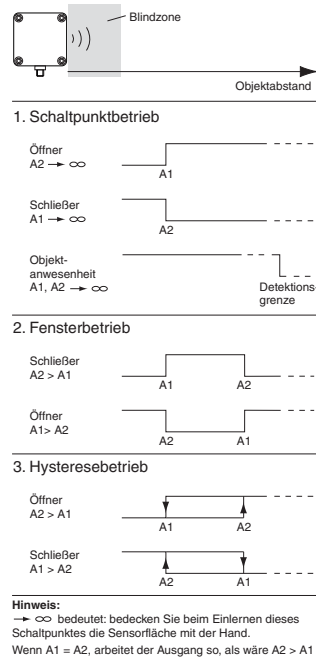 Blindzone
Objektabstand
1. Schaltpunktbetrieb
Öffner
A2 → ∞
A1
Schließer
A1 → ∞
A2
Objekt-
anwesenheit
A1, A2 → ∞
Detektions-
grenze
2. Fensterbetrieb
Schließer
A2 > A1
A1 A2
Öffner
A1> A2
A2 A1
3. Hysteresebetrieb
Öffner
A2 > A1
A1 A2
Schließer
A1 > A2
A2 A1
Hinweis:
→ ∞ bedeutet: bedecken Sie beim Einlernen dieses
Schaltpunktes die Sensorfläche mit der Hand.
Wenn A1 = A2, arbeitet der Ausgang so, als wäre A2 > A1